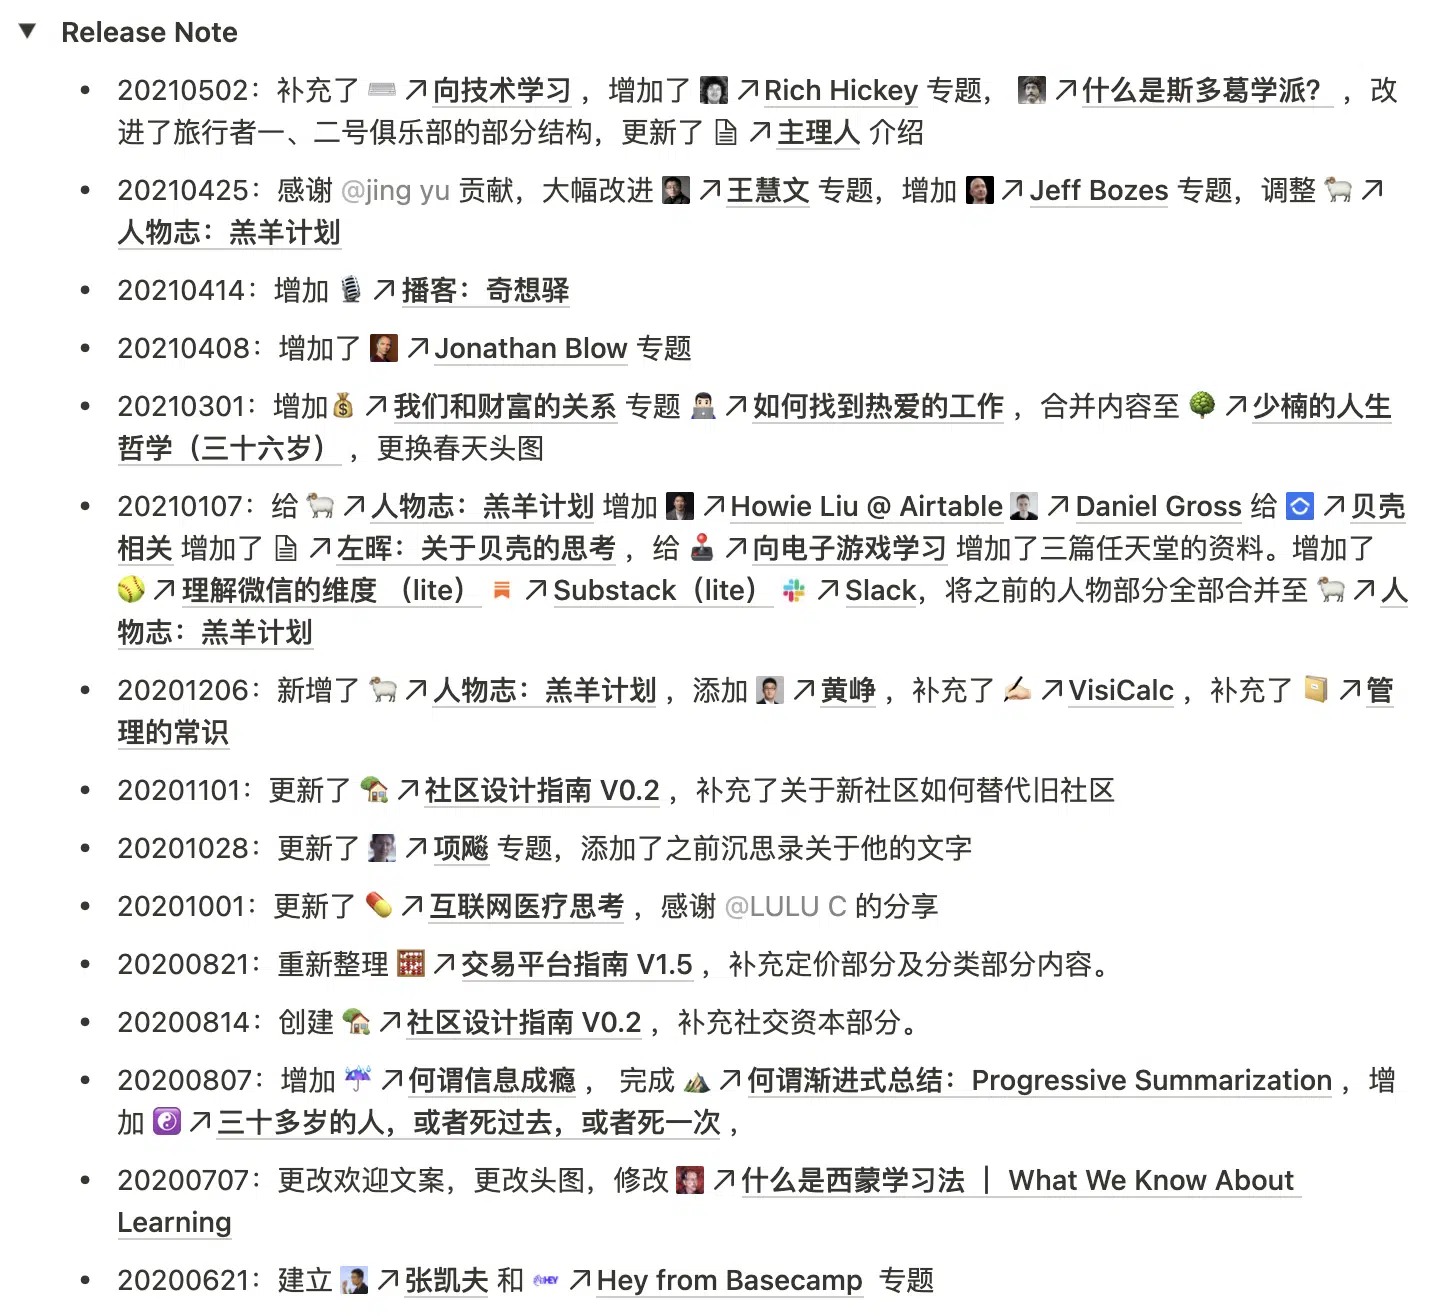 Release Note
20210502：补充了 向技术学习 ，增加了 Rich Hickey 专题， 什么是斯多葛学派？ ，改
进了旅行者一、二号俱乐部的部分结构，更新了 主理人 介绍
20210425：感谢 @jing yu 贡献，大幅改进 王慧文 专题，增加 Jeff Bozes 专题，调整
人物志：羔羊计划
20210414：增加 播客：奇想驿
20210408：增加了 Jonathan Blow 专题
20210301：增加 我们和财富的关系 专题 如何找到热爱的工作 ，合并内容至 少楠的人生
哲学（三十六岁） ，更换春天头图
20210107：给 人物志：羔羊计划 增加 Howie Liu @ Airtable Daniel Gross 给 贝壳
相关 增加了 左晖：关于贝壳的思考 ，给 向电子游戏学习 增加了三篇任天堂的资料。增加了
理解微信的维度 （lite） Substack（lite） Slack，将之前的人物部分全部合并至 人
物志：羔羊计划
20201206：新增了 人物志：羔羊计划 ，添加 黄峥 ，补充了 VisiCalc ，补充了 管
理的常识
20201101：更新了 社区设计指南 V0.2 ，补充了关于新社区如何替代旧社区
20201028：更新了 项飚 专题，添加了之前沉思录关于他的文字
20201001：更新了 互联网医疗思考 ，感谢 @LULU C 的分享
20200821：重新整理 交易平台指南 V1.5 ，补充定价部分及分类部分内容。
20200814：创建 社区设计指南 V0.2 ，补充社交资本部分。
20200807：增加 何谓信息成瘾 ， 完成 何谓渐进式总结：Progressive Summarization ，增
加 三十多岁的人，或者死过去，或者死一次 ，
20200707：更改欢迎文案，更改头图，修改 什么是西蒙学习法 ｜ What We Know About
Learning
20200621：建立 张凯夫 和 HEY Hey from Basecamp 专题